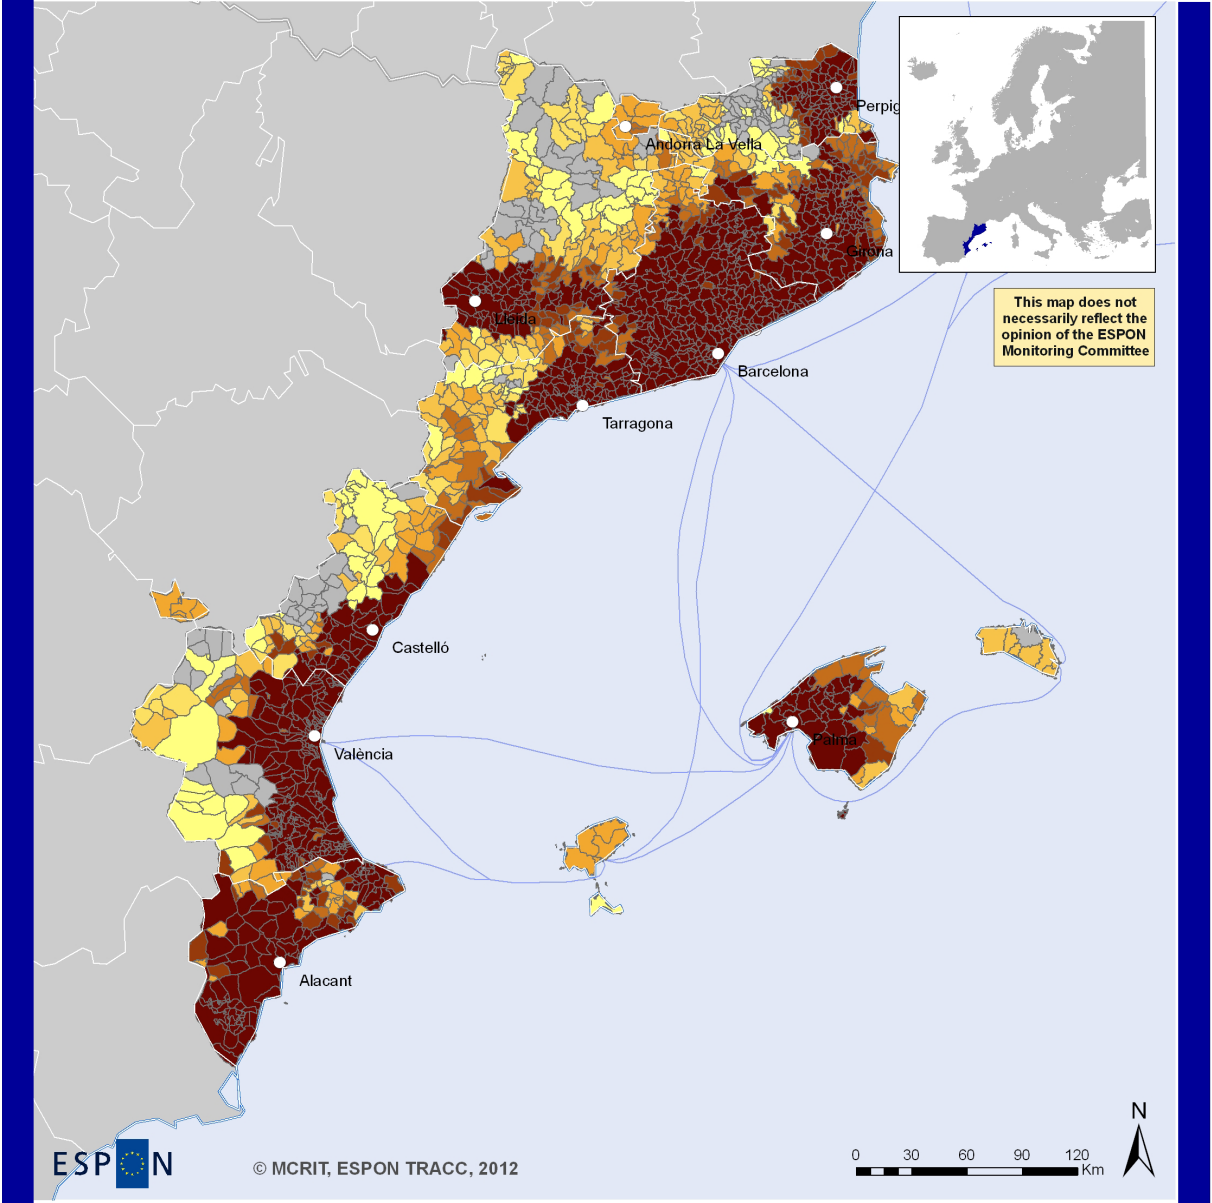 Perpig
Andorra La Vella
Girona
This map does not
necessarily reflect the
opinion of the ESPON
Monitoring Committee
Lleida
Barcelona
Tarragona
Castelló
València
Palma
Alacant
N
ESPON
© MCRIT, ESPON TRACC, 2012
0 30 60 90 120
Km